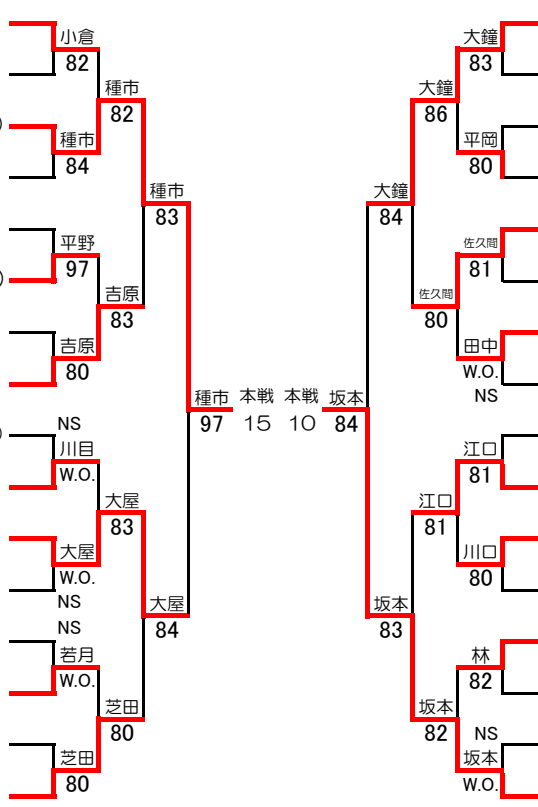 小倉
82
種市
82
)
種市
84
種市
83
平野
97
)
吉原
83
吉原
80
種市
97
本戦
15
NS
)
川目
W.O.
大屋
83
大屋
W.O.
NS
大屋
84
NS
若月
W.O.
芝田
80
芝田
80
大鐘
83
大鐘
86
平岡
80
大鐘
84
佐久間
81
佐久間
80
田中
W.O.
NS
本戦
10
坂本
84
江口
81
江口
81
川口
80
坂本
83
林
82
坂本
82
NS
坂本
W.O.